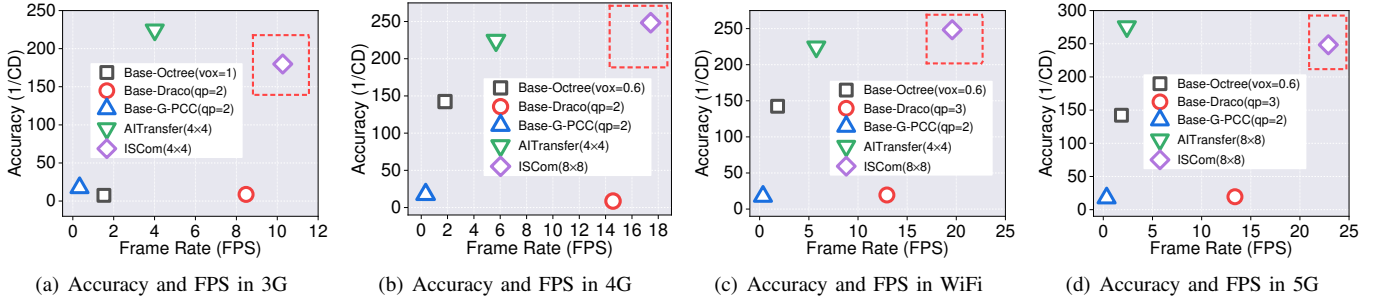 250
200
150
100
50
0
Accuracy (1/CD)
Base-Octree(vox=1)
Base-Draco(qp=2)
Base-G-PCC(qp=2)
AITransfer(4×4)
ISCom(4×4)
0 2 4 6 8 10 12
Frame Rate (FPS)
(a) Accuracy and FPS in 3G
250
200
150
100
50
0
Accuracy (1/CD)
Base-Octree(vox=0.6)
Base-Draco(qp=2)
Base-G-PCC(qp=2)
AITransfer(4×4)
ISCom(8×8)
0 2 4 6 8 10 12 14 16 18
Frame Rate (FPS)
(b) Accuracy and FPS in 4G
250
200
150
100
50
0
Accuracy (1/CD)
Base-Octree(vox=0.6)
Base-Draco(qp=3)
Base-G-PCC(qp=2)
AITransfer(4×4)
ISCom(8×8)
0 5 10 15 20 25
Frame Rate (FPS)
(c) Accuracy and FPS in WiFi
300
250
200
150
100
50
0
Accuracy (1/CD)
Base-Octree(vox=0.6)
Base-Draco(qp=3)
Base-G-PCC(qp=2)
AITransfer(8×8)
ISCom(8×8)
0 5 10 15 20 25
Frame Rate (FPS)
(d) Accuracy and FPS in 5G